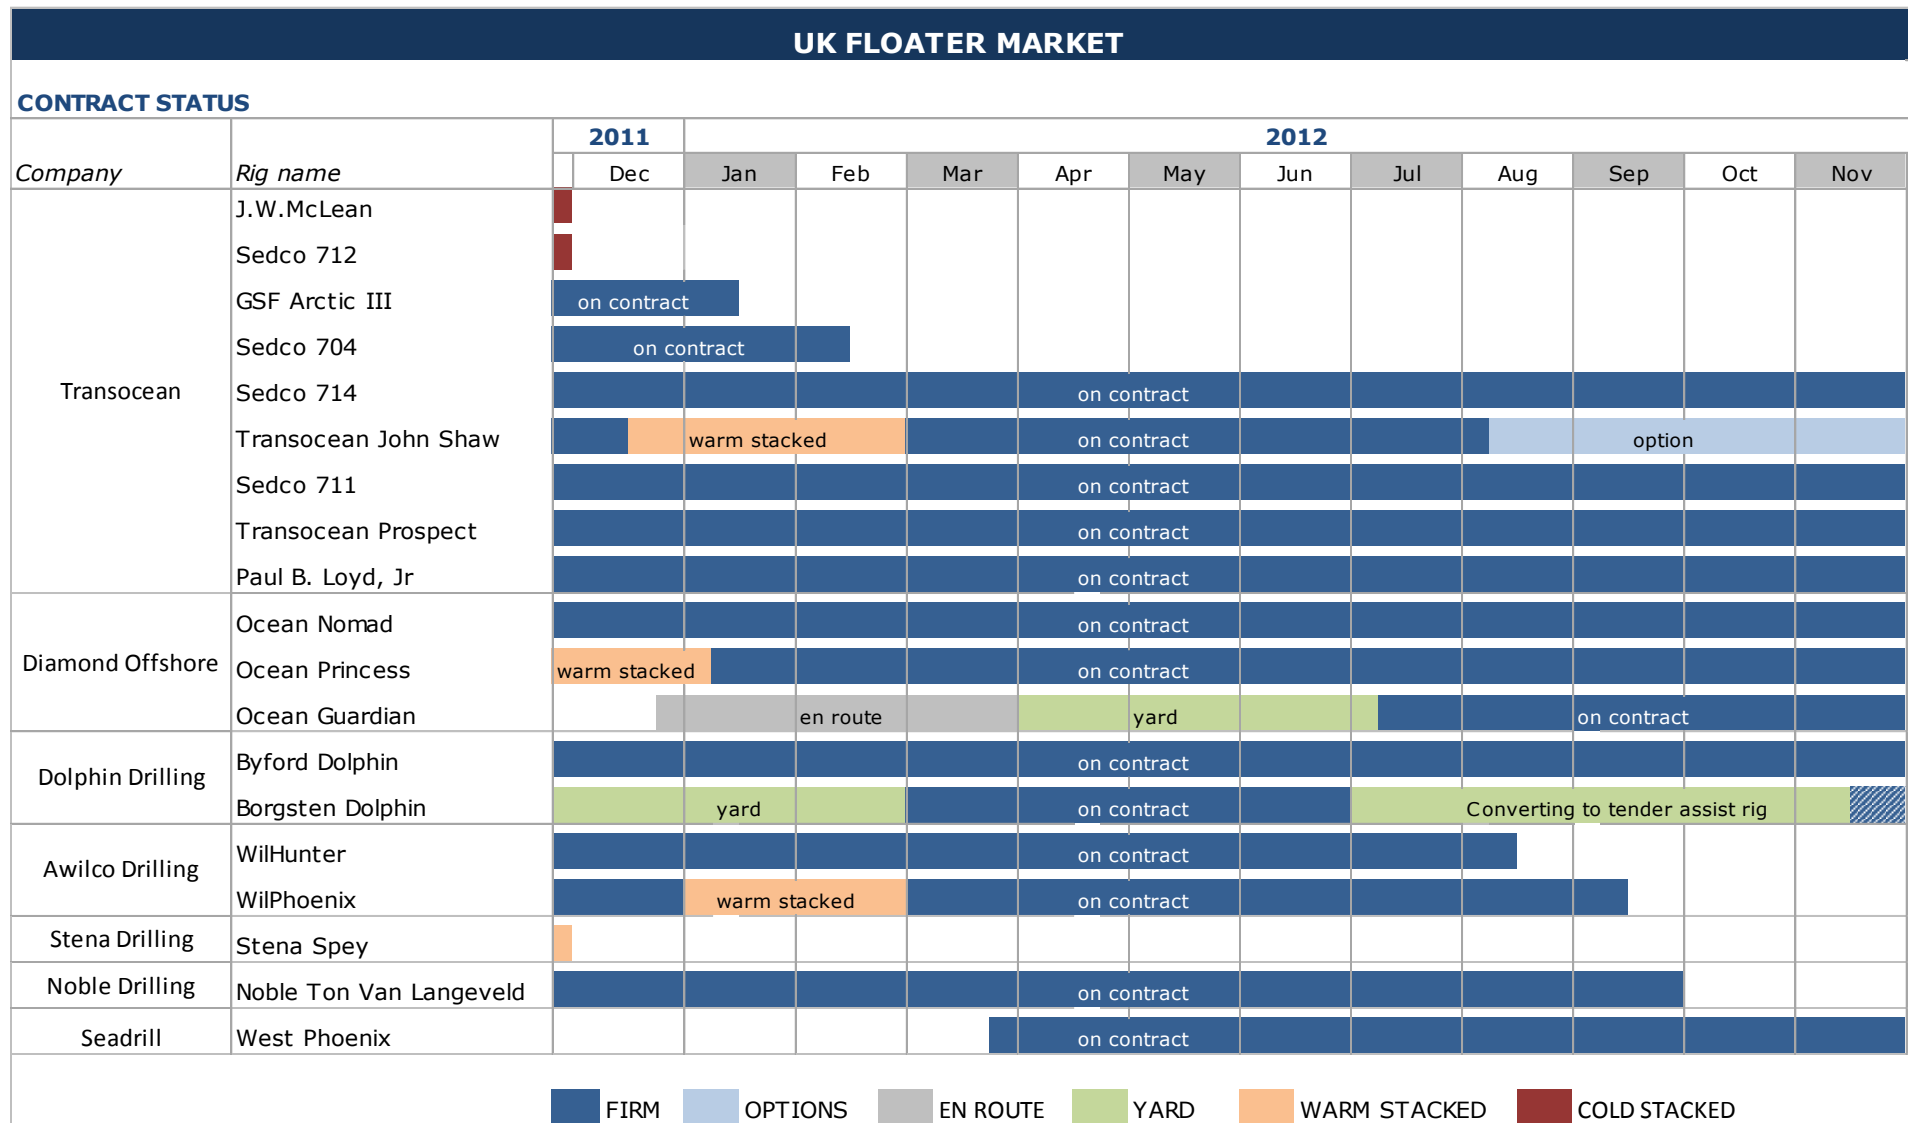 UK FLOATER MARKET
CONTRACT STATUS
2011 2012
Company Rig name Dec Jan Feb Mar Apr May Jun Jul Aug Sep Oct Nov
J.W.McLean
Sedco 712
GSF Arctic III on contract
Sedco 704 on contract
Transocean Sedco 714 on contract
Transocean John Shaw warm stacked on contract option
Sedco 711 on contract
Transocean Prospect on contract
Paul B. Loyd, Jr on contract
Ocean Nomad on contract
Diamond Offshore Ocean Princess warm stacked on contract
Ocean Guardian en route yard on contract
Dolphin Drilling Byford Dolphin on contract
Borgsten Dolphin yard on contract Converting to tender assist rig
Awilco Drilling WilHunter on contract
WilPhoenix warm stacked on contract
Stena Drilling Stena Spey
Noble Drilling Noble Ton Van Langeveld on contract
Seadrill West Phoenix on contract
FIRM OPTIONS EN ROUTE YARD WARM STACKED COLD STACKED